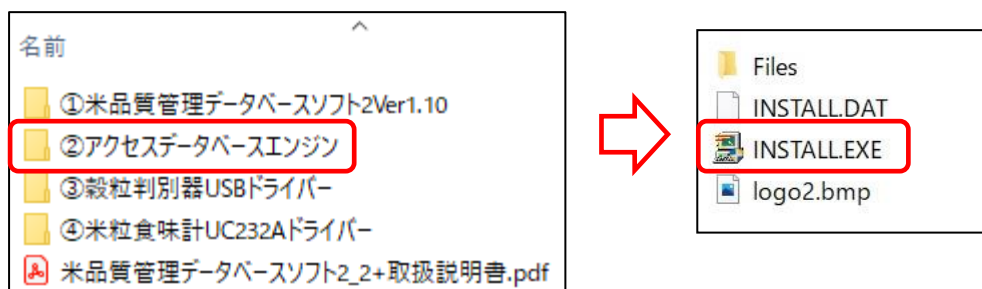 名前
①米品質管理データベースソフト2Ver1.10
②アクセスデータベースエンジン
③穀粒判別器USBドライバー
④米粒食味計UC232Aドライバー
米品質管理データベースソフト2_2+取扱説明書.pdf
Files
INSTALL.DAT
INSTALL.EXE
logo2.bmp